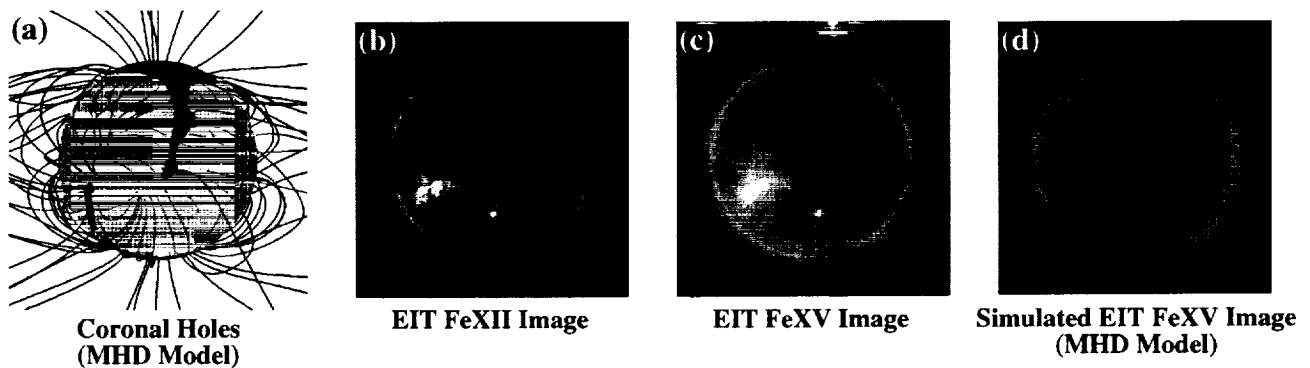 (a)
(b)
(c)
(d)
Coronal Holes
(MHD Model)
EIT FeXII Image
EIT FeXV Image
Simulated EIT FeXV Image
(MHD Model)